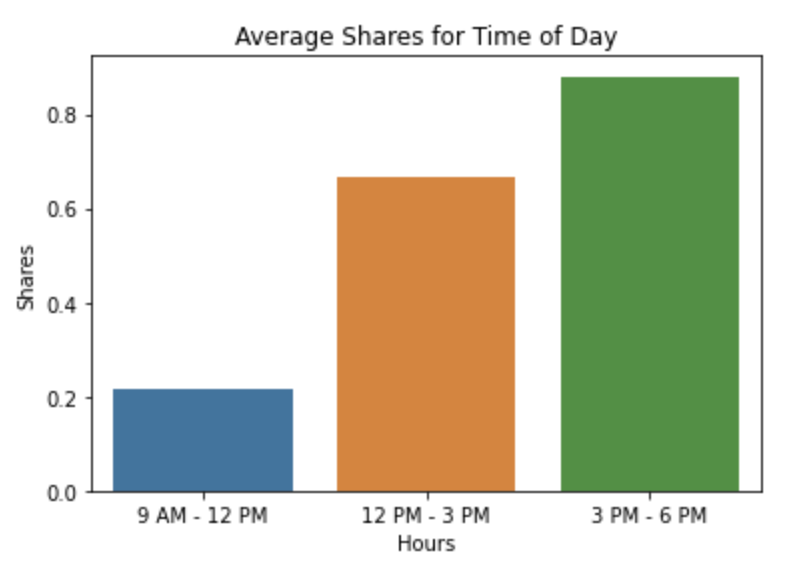 Average Shares for Time of Day
Shares
0.8
0.6
0.4
0.2
0.0
9 AM - 12 PM
12 PM - 3 PM
3 PM - 6 PM
Hours